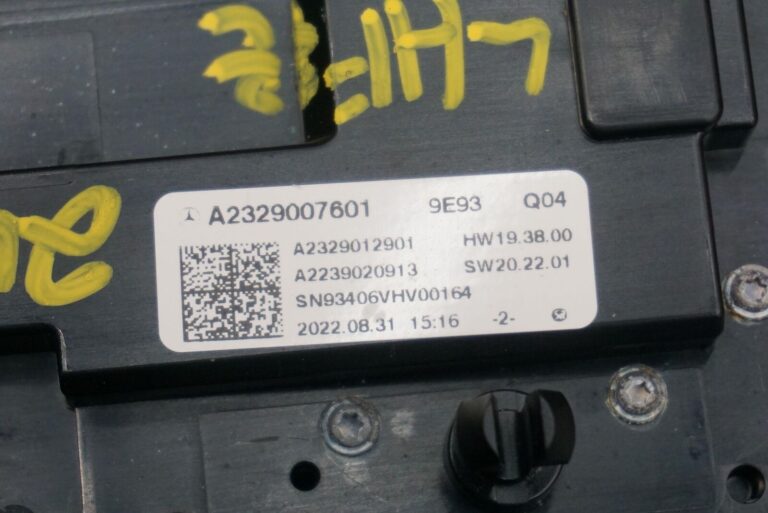 A2329007601 9E93 Q04
A2329012901 HW19.38.00
A2239020913 SW20.22.01
SN93406VHV00164
2022.08.31 15:16 -2-